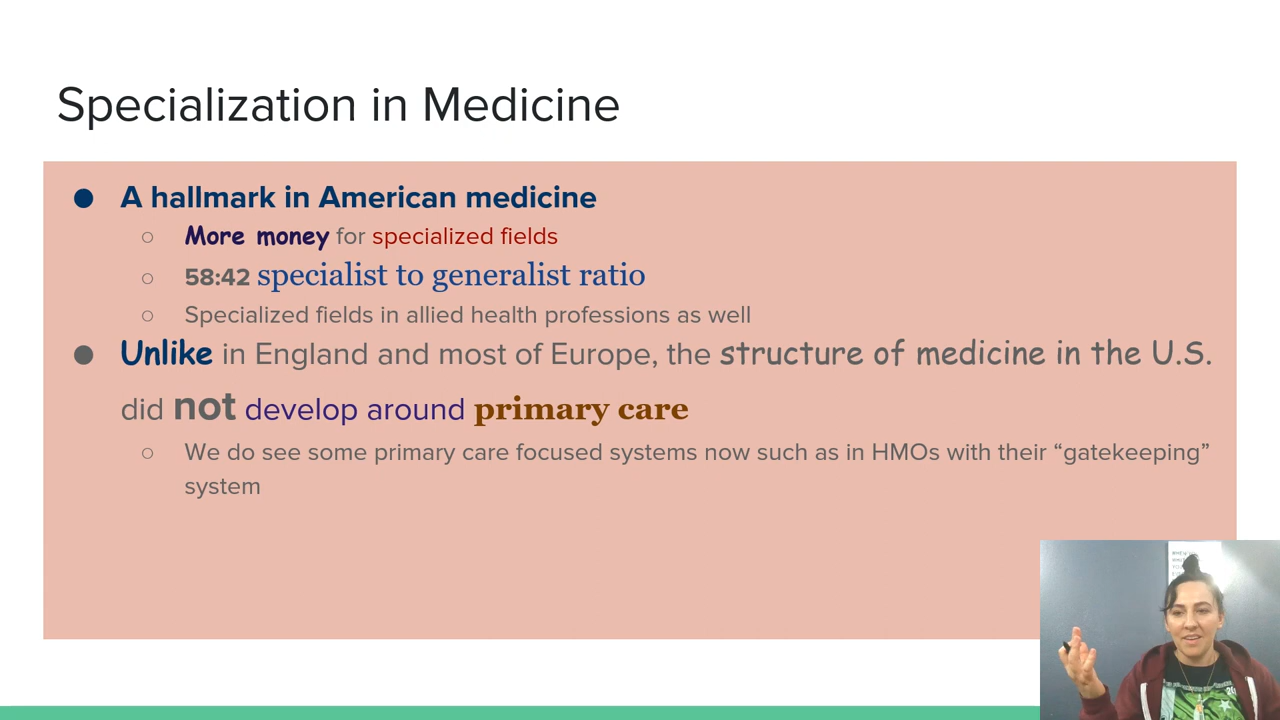 Specialization in Medicine
● A hallmark in American medicine
○ More money for specialized fields
○ 58:42 specialist to generalist ratio
○ Specialized fields in allied health professions as well
● Unlike in England and most of Europe, the structure of medicine in the U.S.
did not develop around primary care
○ We do see some primary care focused systems now such as in HMOs with their “gatekeeping”
system